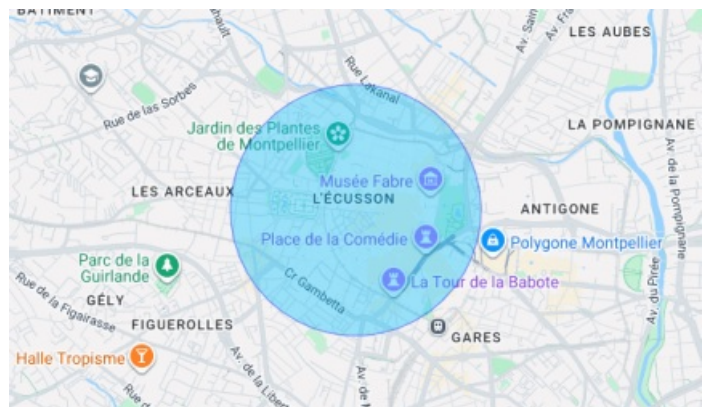 BATIMENT
LES AUBES
Rue Lakanal
Rue de las Sorbes
Jardin des Plantes
de Montpellier
LA POMPIGNANE
Av. de la Pompignane
Musée Fabre
LES ARCEAUX
L'ÉCUSSON
ANTIGONE
Place de la Comédie
Polygone Montpellier
Parc de la
Guirlande
La Tour de la Babote
Cr Gambetta
Rue de la Figairasse
GÉLY
Av. du Pirée
FIGUEROLLES
GARES
Halle Tropisme